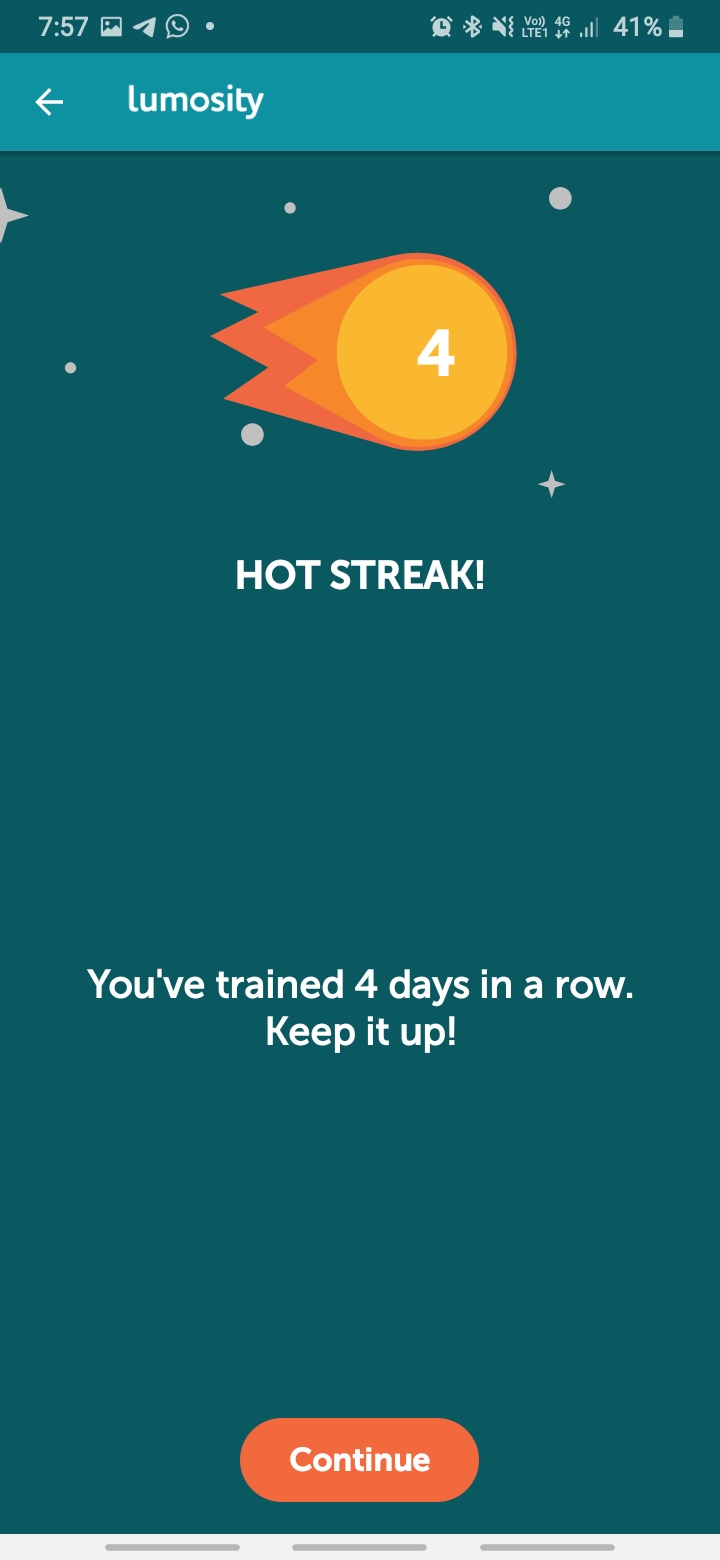 7:57 Vo)) LTE1 4G 41%
lumosity
4
HOT STREAK!
You've trained 4 days in a row.
Keep it up!
Continue